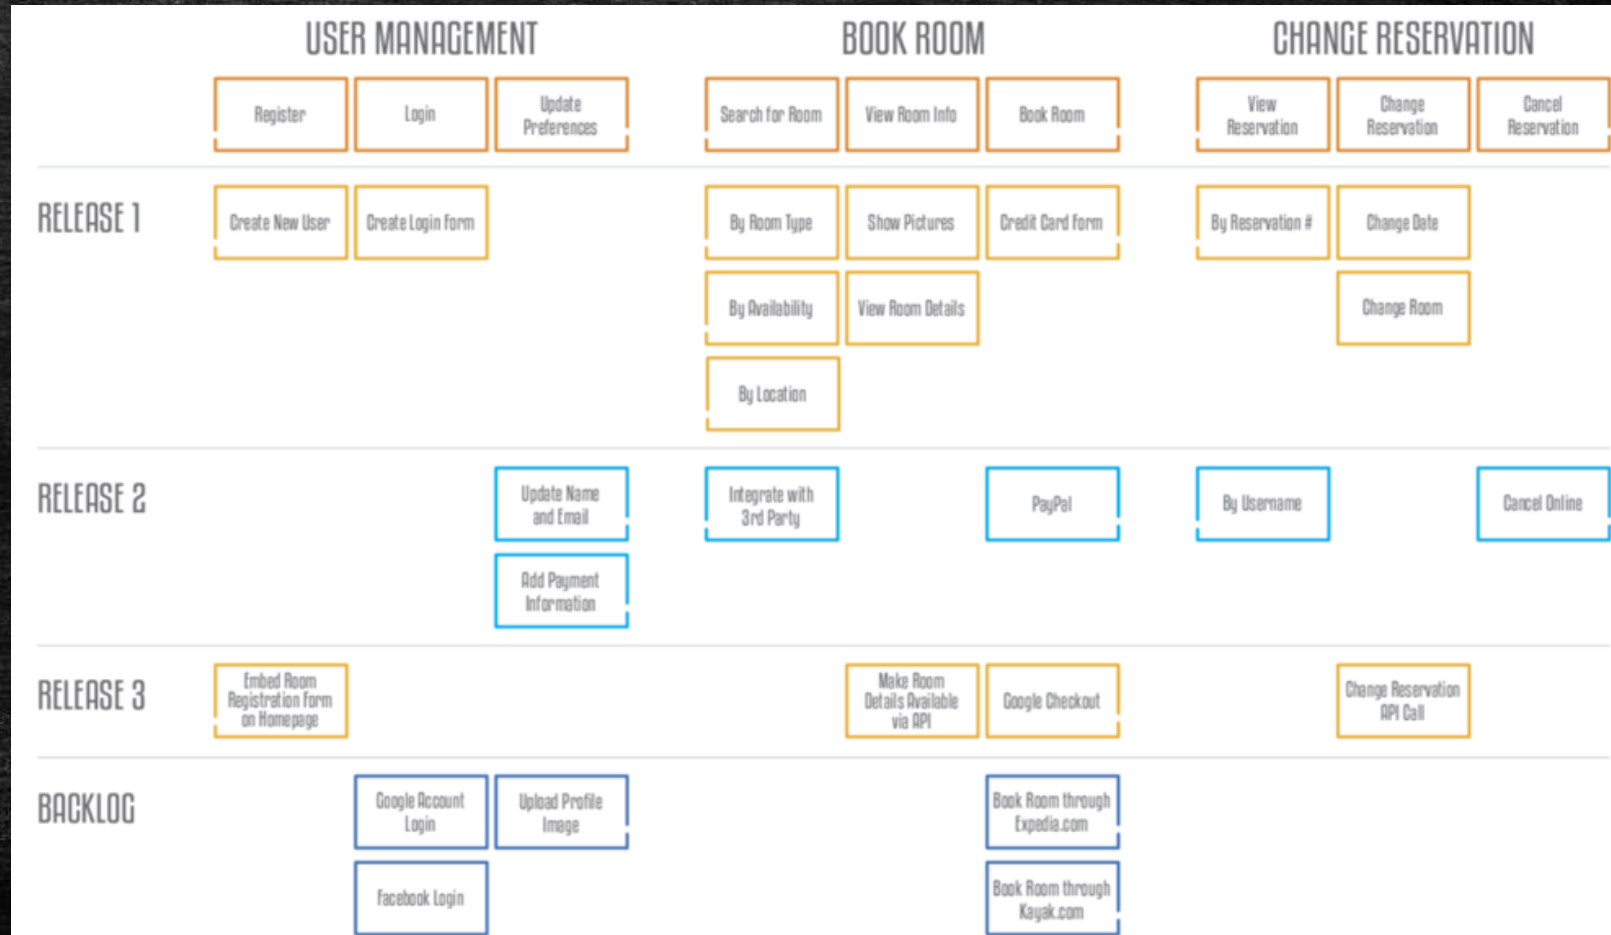 USER MANAGEMENT
BOOK ROOM
CHANGE RESERVATION
Register
Login
Update
Preferences
Search for Room
View Room Info
Book Room
View
Reservation
Change
Reservation
Cancel
Reservation
RELEASE 1
Create New User
Create Login Form
By Room Type
Show Pictures
Credit Card Form
By Reservation #
Change Date
By Availability
View Room Details
Change Room
By Location
RELEASE 2
Update Name
and Email
Integrate with
3rd Party
PayPal
By Username
Cancel Online
Add Payment
Information
RELEASE 3
Embed Room
Registration Form
on Homepage
Make Room
Details Available
via API
Google Checkout
Change Reservation
API Call
BACKLOG
Google Account
Login
Upload Profile
Image
Book Room through
Expedia.com
Facebook Login
Book Room through
Kayak.com